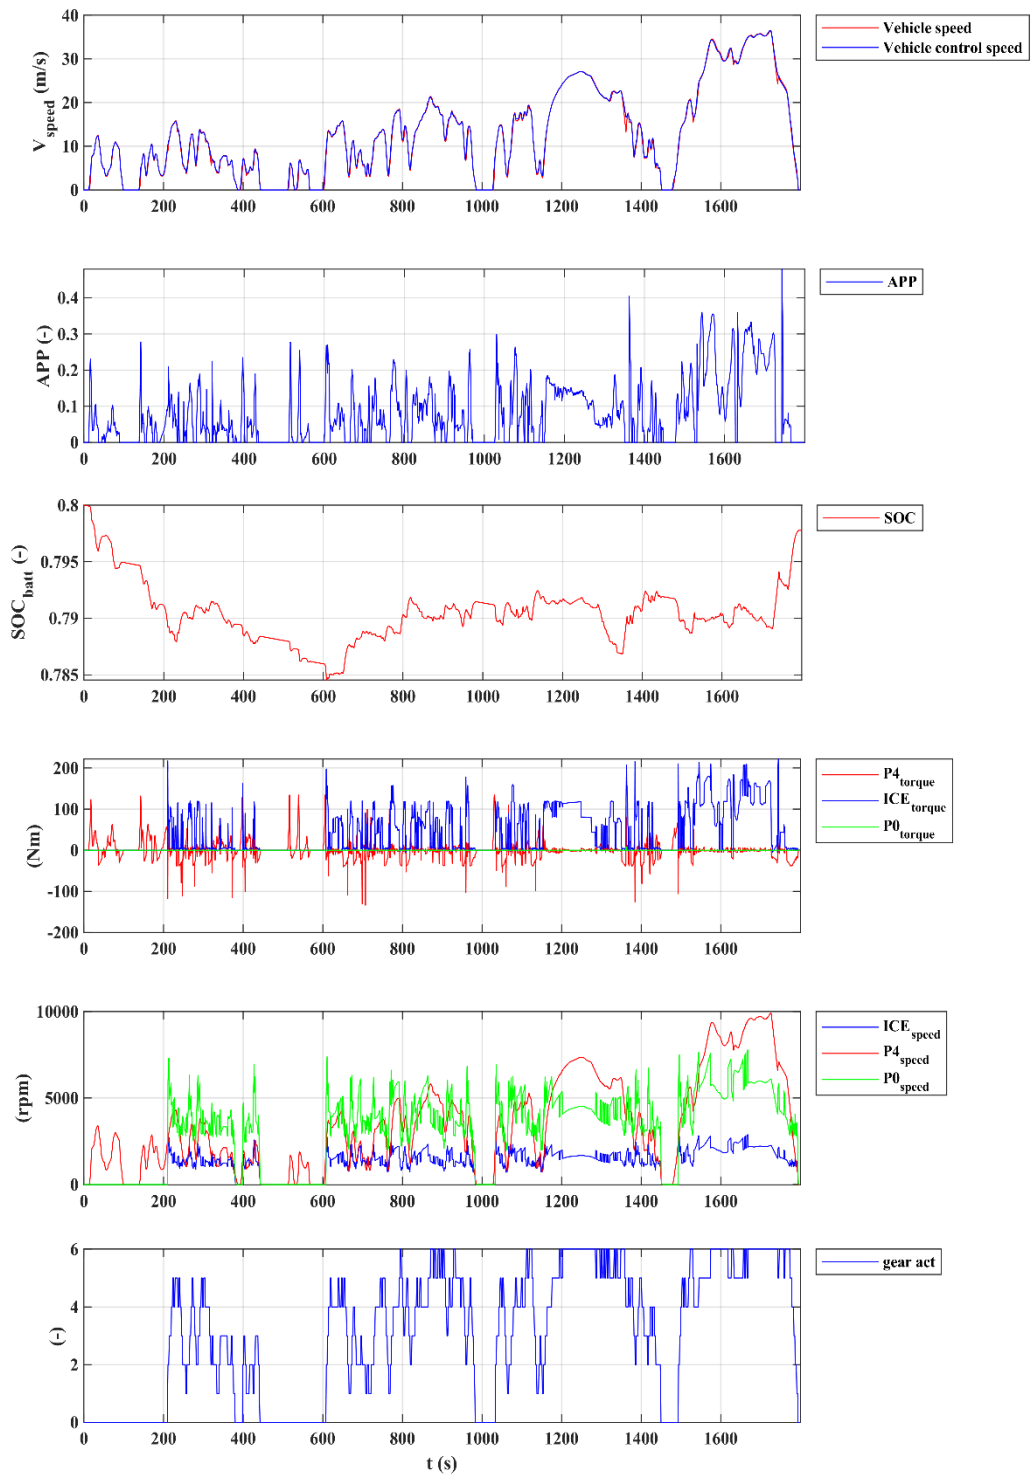 40
30
20
10
0
V_speed (m/s)
0 200 400 600 800 1000 1200 1400 1600
Vehicle speed
Vehicle control speed
0.4
0.3
0.2
0.1
0
APP (-)
0 200 400 600 800 1000 1200 1400 1600
APP
0.8
0.795
0.79
0.785
SOC_batt (-)
0 200 400 600 800 1000 1200 1400 1600
SOC
200
100
0
-100
-200
(Nm)
0 200 400 600 800 1000 1200 1400 1600
P4_torque
ICE_torque
P0_torque
10000
5000
0
(rpm)
0 200 400 600 800 1000 1200 1400 1600
ICE_speed
P4_speed
P0_speed
6
4
2
0
(-)
0 200 400 600 800 1000 1200 1400 1600
t (s)
gear act